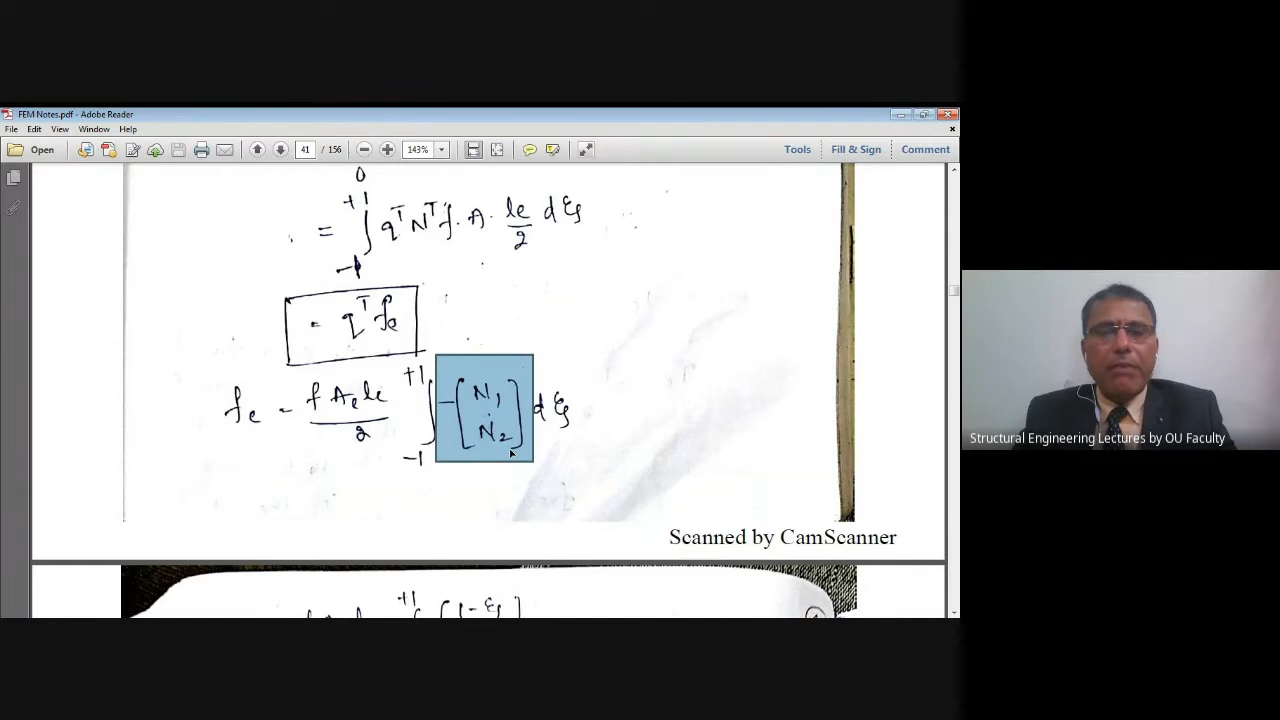 FEM Notes.pdf - Adobe Reader
File Edit View Window Help
Open 41 / 156 143% Tools Fill & Sign Comment
0
= ∫₋₁⁺¹ qᵀ Nᵀ f · A · le/2 dξ
= qᵀ fe
fe = f Ae le / 2 ∫₋₁⁺¹ [N1 N2] dξ
Scanned by CamScanner
+1
[1-ξ
Structural Engineering Lectures by OU Faculty